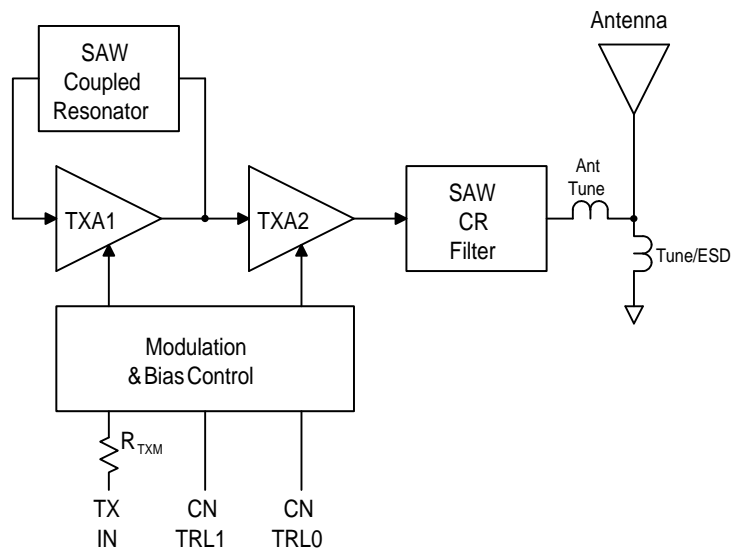 Antenna
SAW
Coupled
Resonator
Ant
Tune
TXA1
TXA2
SAW
CR
Filter
Tune/ESD
Modulation
& Bias Control
R TXM
TX
IN
CN
TRL1
CN
TRL0